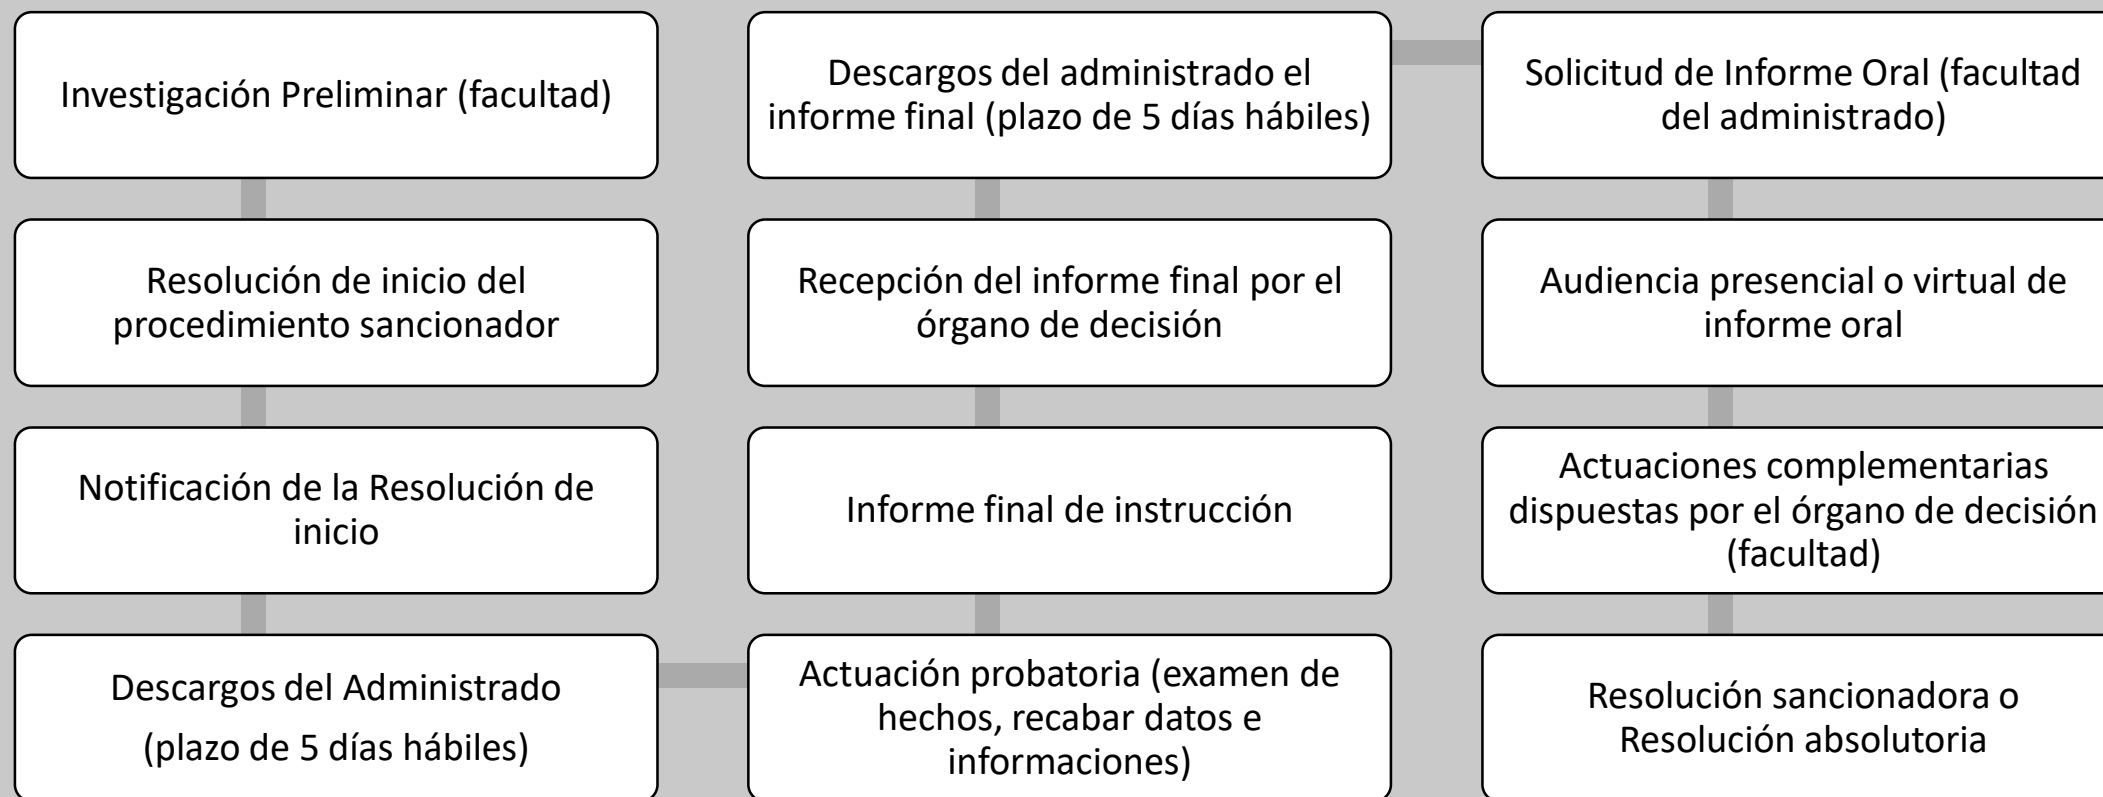 Investigación Preliminar (facultad)
Resolución de inicio del
procedimiento sancionador
Notificación de la Resolución de
inicio
Descargos del Administrado
(plazo de 5 días hábiles)
Actuación probatoria (examen de
hechos, recabar datos e
informaciones)
Informe final de instrucción
Recepción del informe final por el
órgano de decisión
Descargos del administrado el
informe final (plazo de 5 días hábiles)
Solicitud de Informe Oral (facultad
del administrado)
Audiencia presencial o virtual de
informe oral
Actuaciones complementarias
dispuestas por el órgano de decisión
(facultad)
Resolución sancionadora o
Resolución absolutoria